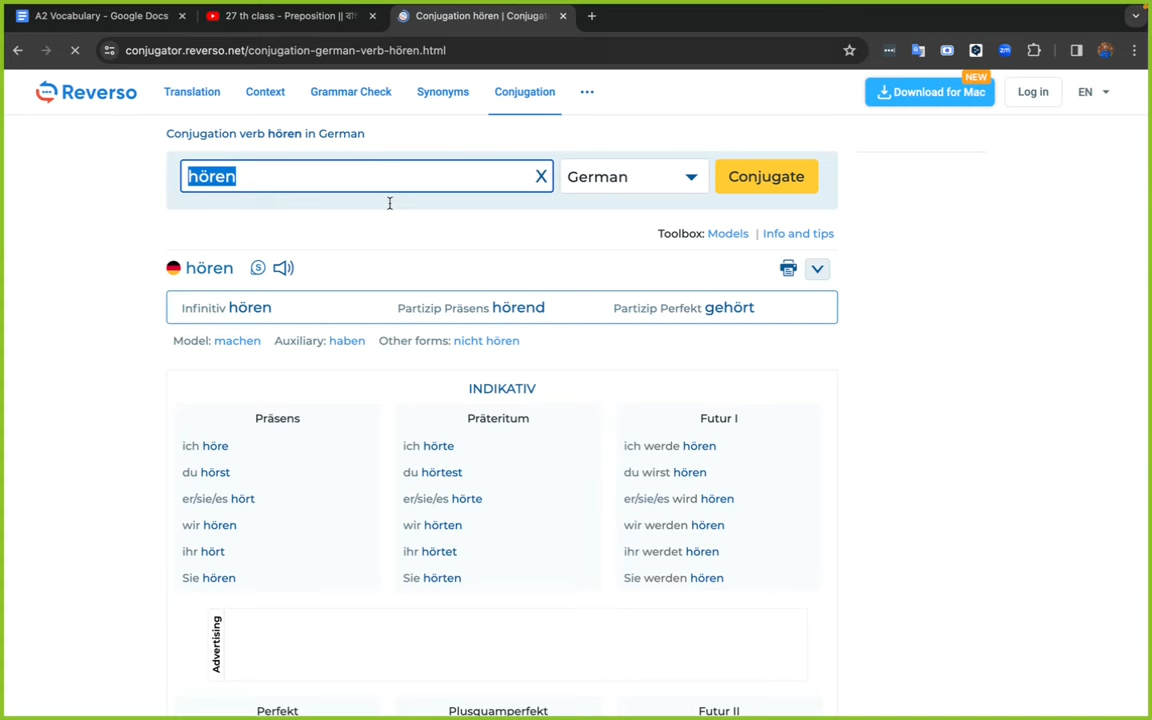 A2 Vocabulary - Google Docs
27 th class - Preposition || বাং
Conjugation hören | Conjugat
conjugator.reverso.net/conjugation-german-verb-hören.html
Reverso
Translation
Context
Grammar Check
Synonyms
Conjugation
NEW
Download for Mac
Log in
EN
Conjugation verb hören in German
hören
X
German
Conjugate
Toolbox: Models | Info and tips
hören
Infinitiv hören
Partizip Präsens hörend
Partizip Perfekt gehört
Model: machen Auxiliary: haben Other forms: nicht hören
INDIKATIV
Präsens
ich höre
du hörst
er/sie/es hört
wir hören
ihr hört
Sie hören
Präteritum
ich hörte
du hörtest
er/sie/es hörte
wir hörten
ihr hörtet
Sie hörten
Futur I
ich werde hören
du wirst hören
er/sie/es wird hören
wir werden hören
ihr werdet hören
Sie werden hören
Advertising
Perfekt
Plusquamperfekt
Futur II